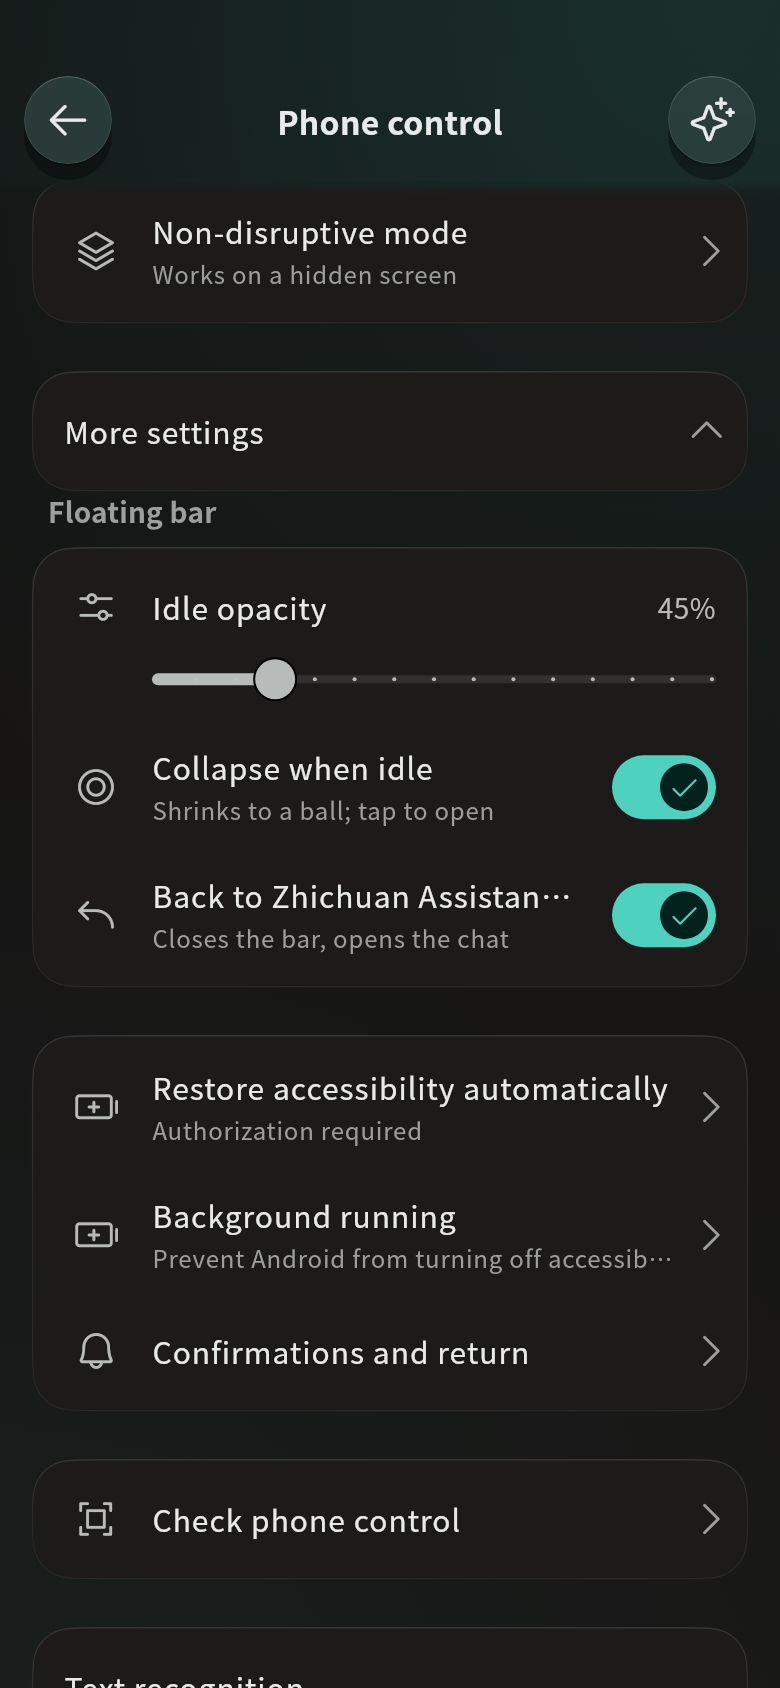 Phone control
Non-disruptive mode
Works on a hidden screen
More settings
Floating bar
Idle opacity
45%
Collapse when idle
Shrinks to a ball; tap to open
Back to Zhichuan Assistan···
Closes the bar, opens the chat
Restore accessibility automatically
Authorization required
Background running
Prevent Android from turning off accessib···
Confirmations and return
Check phone control
Text recognition